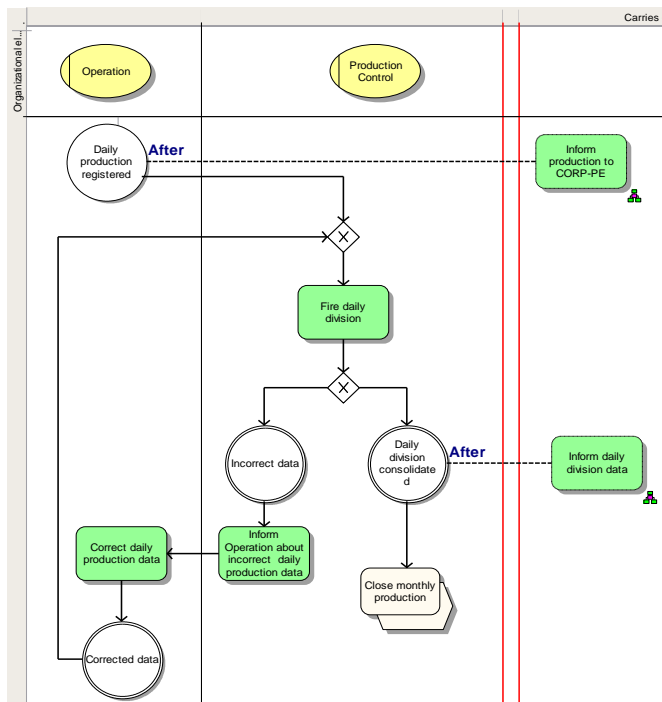 Carries
Organizational el...
Operation
Production
Control
Daily
production
registered
After
Inform
production to
CORP-PE
X
Fire daily
division
X
Incorrect data
Daily
division
consolidate
d
After
Inform daily
division data
Correct daily
production data
Inform
Operation about
incorrect daily
production data
Close monthly
production
Corrected data